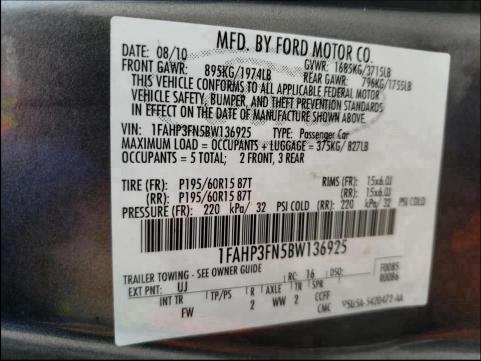 MFD. BY FORD MOTOR CO.
DATE: 08/10 GVWR: 1685KG/3715LB
FRONT GAWR: 895KG/1974LB REAR GAWR: 796KG/1755LB
THIS VEHICLE CONFORMS TO ALL APPLICABLE FEDERAL MOTOR
VEHICLE SAFETY, BUMPER, AND THEFT PREVENTION STANDARDS
IN EFFECT ON THE DATE OF MANUFACTURE SHOWN ABOVE.
VIN: 1FAHP3FN5BW136925 TYPE: Passenger Car
MAXIMUM LOAD = OCCUPANTS + LUGGAGE = 375KG/ 827LB
OCCUPANTS = 5 TOTAL; 2 FRONT, 3 REAR
TIRE (FR): P195/60R15 87T RIMS (FR): 15x6.0J
(RR): P195/60R15 87T (RR): 15x6.0J
PRESSURE (FR): 220 kPa/ 32 PSI COLD (RR): 220 kPa/ 32 PSI COLD
1FAHP3FN5BW136925
TRAILER TOWING - SEE OWNER GUIDE RC: 16 DSO: F0085
EXT PNT: UJ R0086
INT TR TP/PS R AXLE TR SPR
FW 2 WW 2 CCFF
CMC